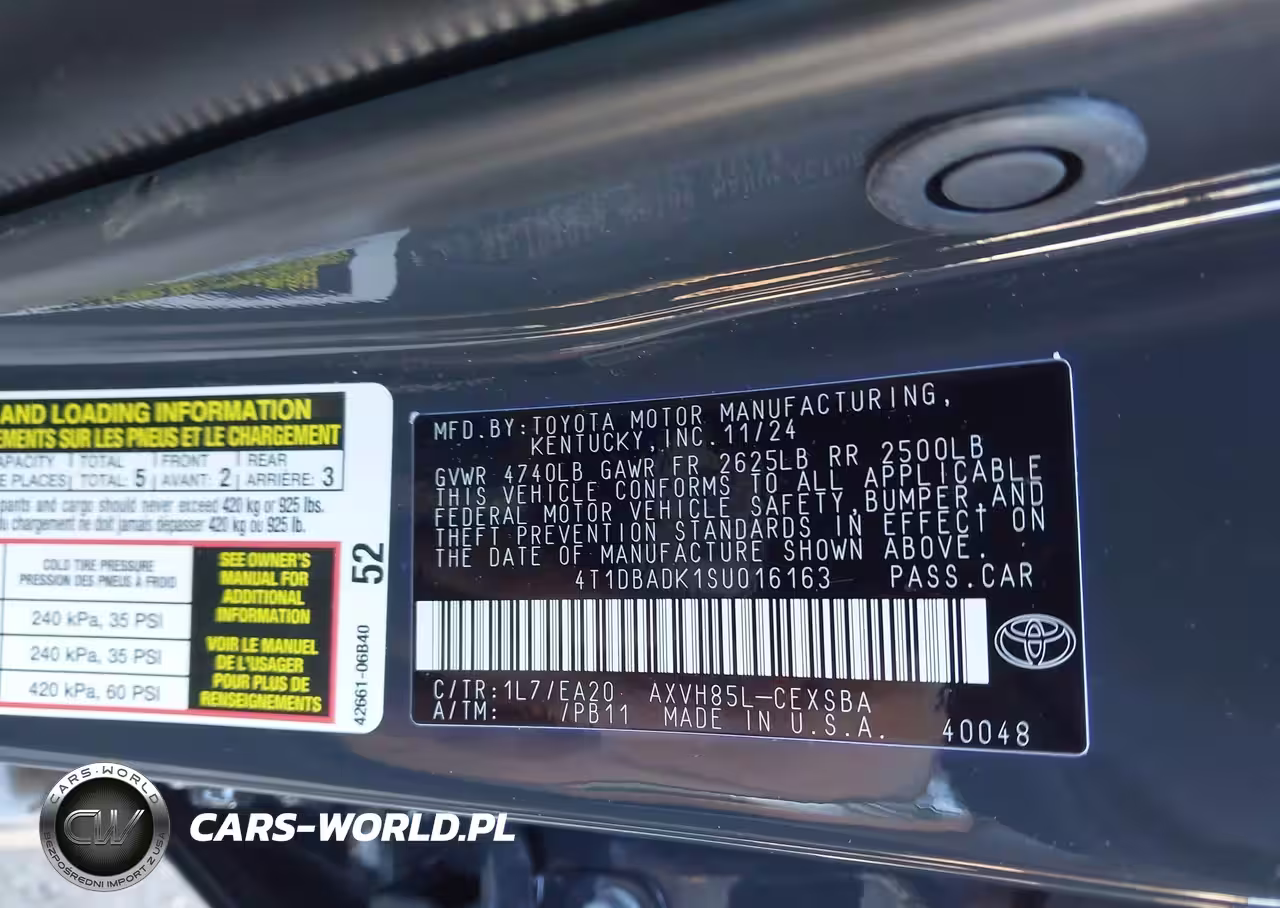 AND LOADING INFORMATION
EMENTS SUR LES PNEUS ET LE CHARGEMENT
APACITY TOTAL FRONT REAR
E PLACES TOTAL: 5 AVANT: 2 ARRIÈRE: 3
pants and cargo should never exceed 420 kg or 925 lbs.
du chargement ne doit jamais dépasser 420 kg ou 925 lb.
COLD TIRE PRESSURE
PRESSION DES PNEUS À FROID
240 kPa, 35 PSI
240 kPa, 35 PSI
420 kPa, 60 PSI
SEE OWNER'S
MANUAL FOR
ADDITIONAL
INFORMATION
VOIR LE MANUEL
DE L'USAGER
POUR PLUS DE
RENSEIGNEMENTS
52
42661-06B40
MFD.BY:TOYOTA MOTOR MANUFACTURING,
KENTUCKY,INC.11/24
GVWR 4740LB GAWR FR 2625LB RR 2500LB
THIS VEHICLE CONFORMS TO ALL APPLICABLE
FEDERAL MOTOR VEHICLE SAFETY,BUMPER,AND
THEFT PREVENTION STANDARDS IN EFFECT ON
THE DATE OF MANUFACTURE SHOWN ABOVE.
4T1DBADK1SU016163 PASS.CAR
C/TR:1L7/EA20 AXVH85L-CEXSBA
A/TM: /PB11 MADE IN U.S.A. 40048
CARS-WORLD
CW
BEZPOŚREDNI IMPORT Z USA
CARS-WORLD.PL